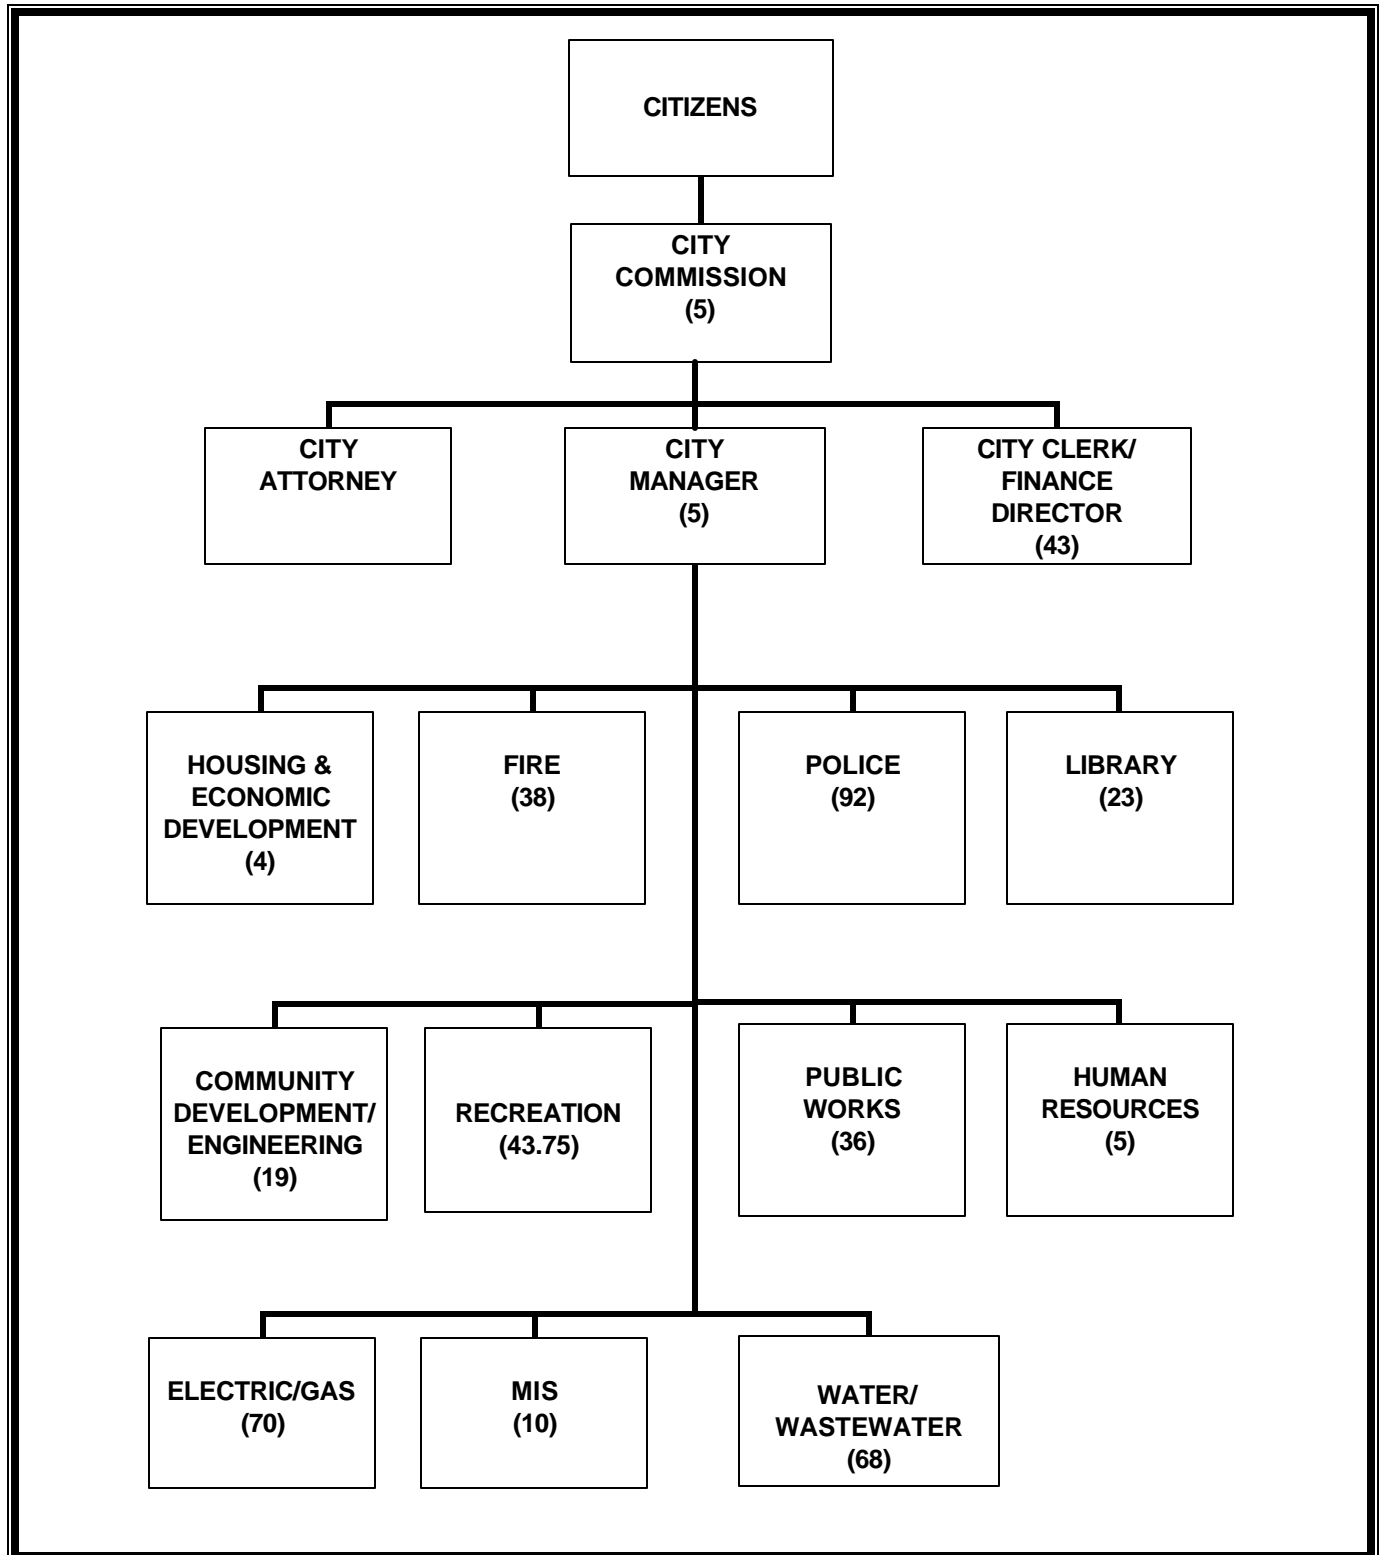 CITIZENS
CITY
COMMISSION
(5)
CITY
ATTORNEY
CITY
MANAGER
(5)
CITY CLERK/
FINANCE
DIRECTOR
(43)
HOUSING &
ECONOMIC
DEVELOPMENT
(4)
FIRE
(38)
POLICE
(92)
LIBRARY
(23)
COMMUNITY
DEVELOPMENT/
ENGINEERING
(19)
RECREATION
(43.75)
PUBLIC
WORKS
(36)
HUMAN
RESOURCES
(5)
ELECTRIC/GAS
(70)
MIS
(10)
WATER/
WASTEWATER
(68)